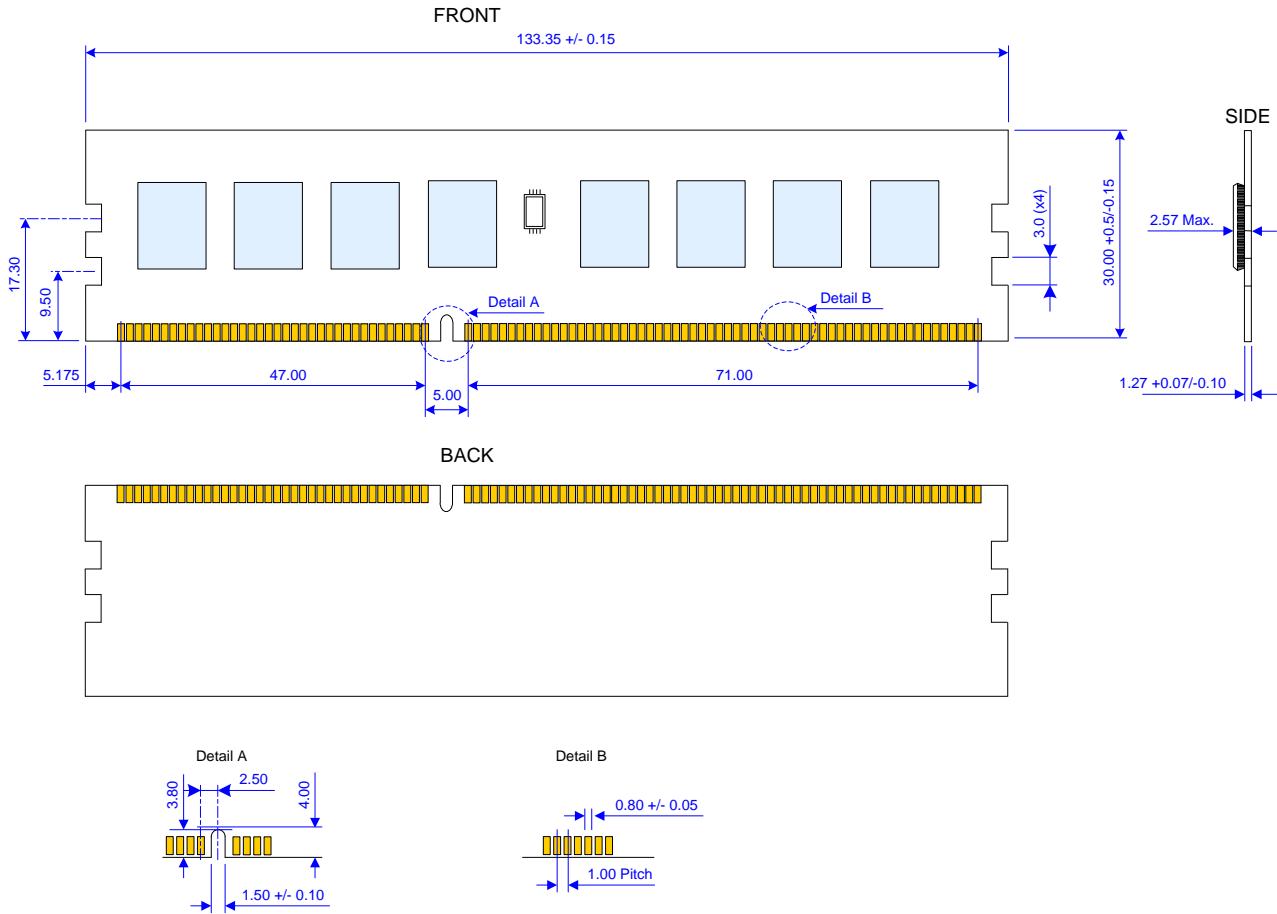 FRONT
133.35 +/- 0.15
SIDE
2.57 Max.
3.0 (x4)
30.00 +0.5/-0.15
17.30
9.50
Detail A
Detail B
5.175
47.00
71.00
5.00
1.27 +0.07/-0.10
BACK
Detail A
Detail B
3.80
2.50
4.00
0.80 +/- 0.05
1.00 Pitch
1.50 +/- 0.10